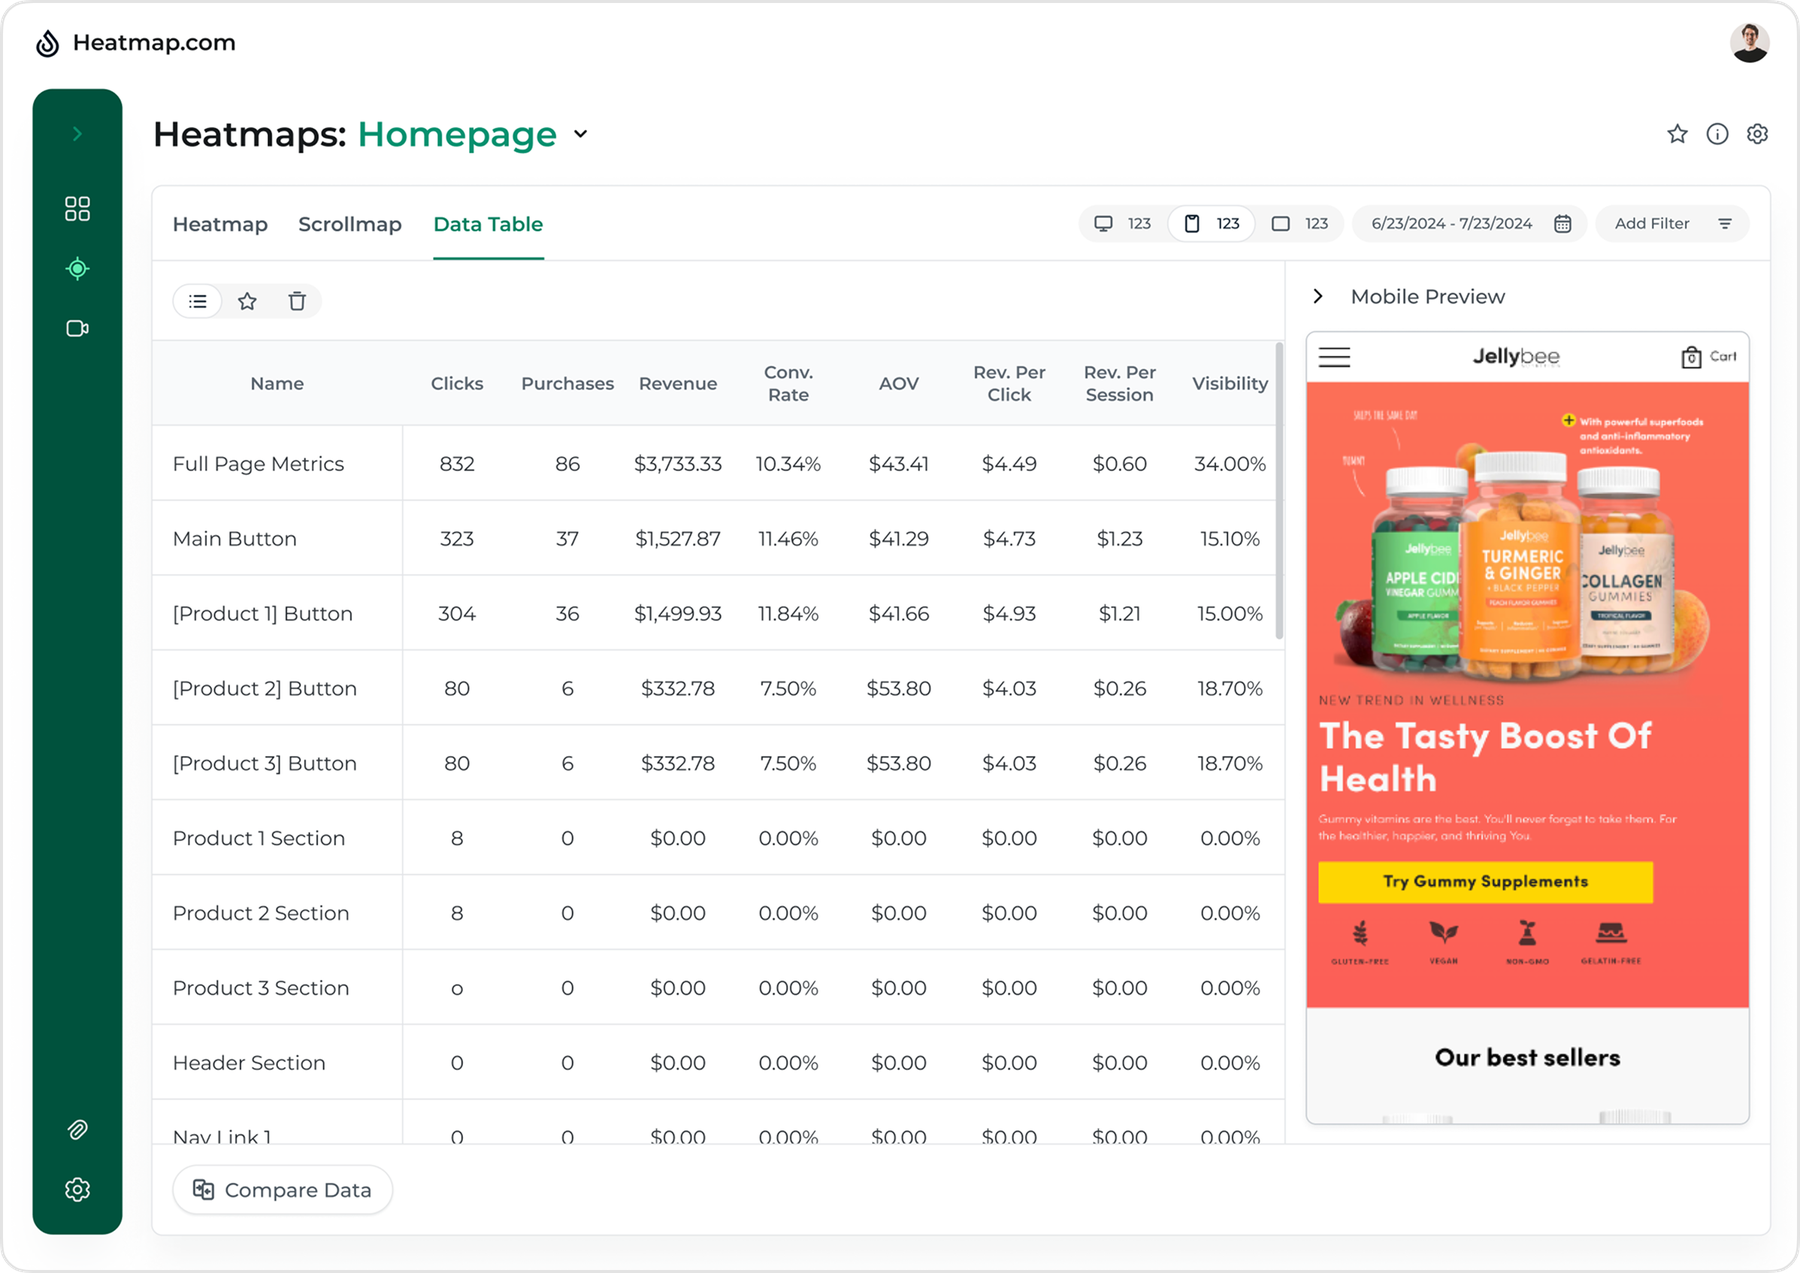 Heatmap.com
Heatmaps: Homepage
Heatmap Scrollmap Data Table 123 123 123 6/23/2024 - 7/23/2024 Add Filter
Name Clicks Purchases Revenue Conv. Rate AOV Rev. Per Click Rev. Per Session Visibility
Full Page Metrics 832 86 $3,733.33 10.34% $43.41 $4.49 $0.60 34.00%
Main Button 323 37 $1,527.87 11.46% $41.29 $4.73 $1.23 15.10%
[Product 1] Button 304 36 $1,499.93 11.84% $41.66 $4.93 $1.21 15.00%
[Product 2] Button 80 6 $332.78 7.50% $53.80 $4.03 $0.26 18.70%
[Product 3] Button 80 6 $332.78 7.50% $53.80 $4.03 $0.26 18.70%
Product 1 Section 8 0 $0.00 0.00% $0.00 $0.00 $0.00 0.00%
Product 2 Section 8 0 $0.00 0.00% $0.00 $0.00 $0.00 0.00%
Product 3 Section o 0 $0.00 0.00% $0.00 $0.00 $0.00 0.00%
Header Section 0 0 $0.00 0.00% $0.00 $0.00 $0.00 0.00%
Nav Link 1 0 0 $0.00 0.00% $0.00 $0.00 $0.00 0.00%
Compare Data
Mobile Preview
Jellybee
0 Cart
SHIPS THE SAME DAY
YUMMY
With powerful superfoods
and anti-inflammatory
antioxidants.
Jellybee
APPLE CIDE
VINEGAR GUMM
APPLE FLAVOR
Jellybee
TURMERIC
& GINGER
+ BLACK PEPPER
PEACH FLAVOR GUMMIES
Jellybee
COLLAGEN
GUMMIES
TROPICAL FLAVOR
NEW TREND IN WELLNESS
The Tasty Boost Of
Health
Gummy vitamins are the best. You'll never forget to take them. For
the healthier, happier, and thriving You.
Try Gummy Supplements
GLUTEN-FREE VEGAN NON-GMO GELATIN-FREE
Our best sellers